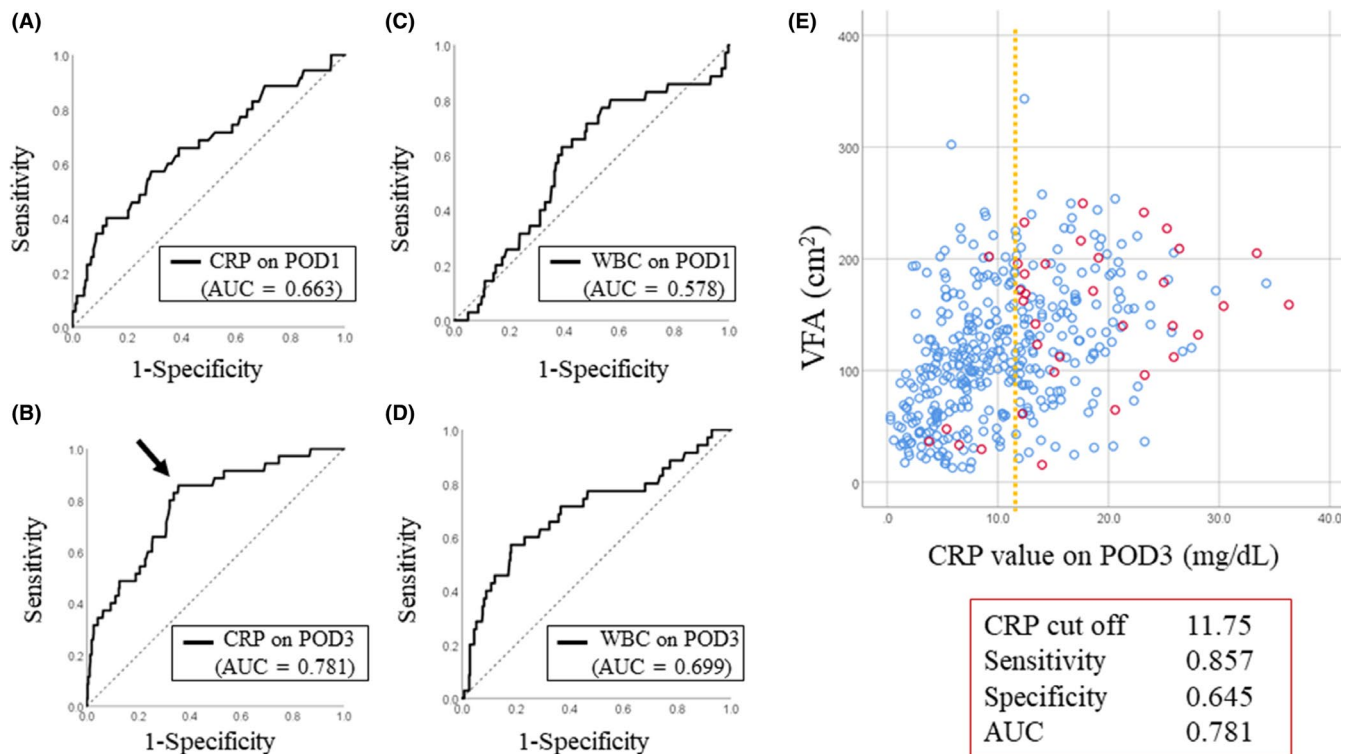 (A)
1.0
0.8
0.6
0.4
0.2
0.0
0.0
0.2
0.4
0.6
0.8
1.0
Sensitivity
1-Specificity
CRP on POD1
(AUC = 0.663)
(C)
1.0
0.8
0.6
0.4
0.2
0.0
0.0
0.2
0.4
0.6
0.8
1.0
Sensitivity
1-Specificity
WBC on POD1
(AUC = 0.578)
(B)
1.0
0.8
0.6
0.4
0.2
0.0
0.0
0.2
0.4
0.6
0.8
1.0
Sensitivity
1-Specificity
CRP on POD3
(AUC = 0.781)
(D)
1.0
0.8
0.6
0.4
0.2
0.0
0.0
0.2
0.4
0.6
0.8
1.0
Sensitivity
1-Specificity
WBC on POD3
(AUC = 0.699)
(E)
400
300
200
100
0
.0
10.0
20.0
30.0
40.0
VFA (cm²)
CRP value on POD3 (mg/dL)
CRP cut off 11.75
Sensitivity 0.857
Specificity 0.645
AUC 0.781